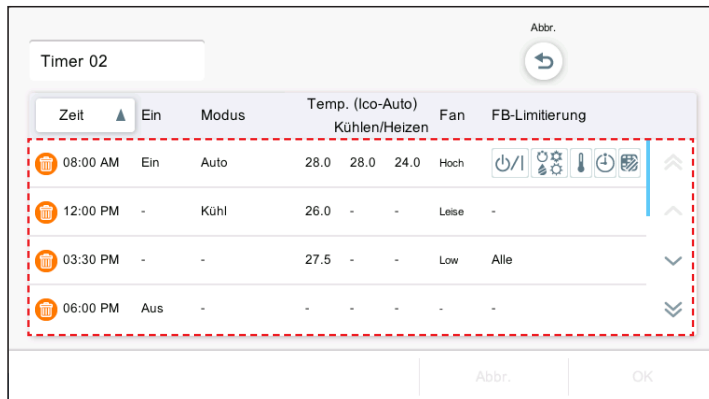 Abbr.
Timer 02
Zeit Ein Modus Temp. (Ico-Auto) Kühlen/Heizen Fan FB-Limitierung
08:00 AM Ein Auto 28.0 28.0 24.0 Hoch
12:00 PM - Kühl 26.0 - - Leise -
03:30 PM - - 27.5 - - Low Alle
06:00 PM Aus - - - - - -
Abbr. OK